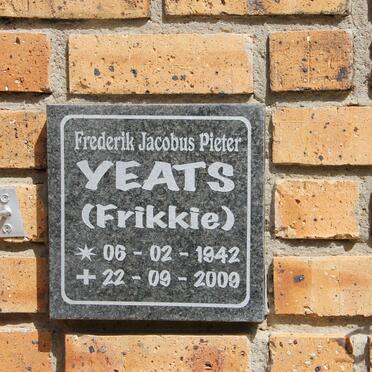 Frederik Jacobus Pieter
YEATS
(Frikkie)
✶ 06 - 02 - 1942
✝ 22 - 09 - 2009